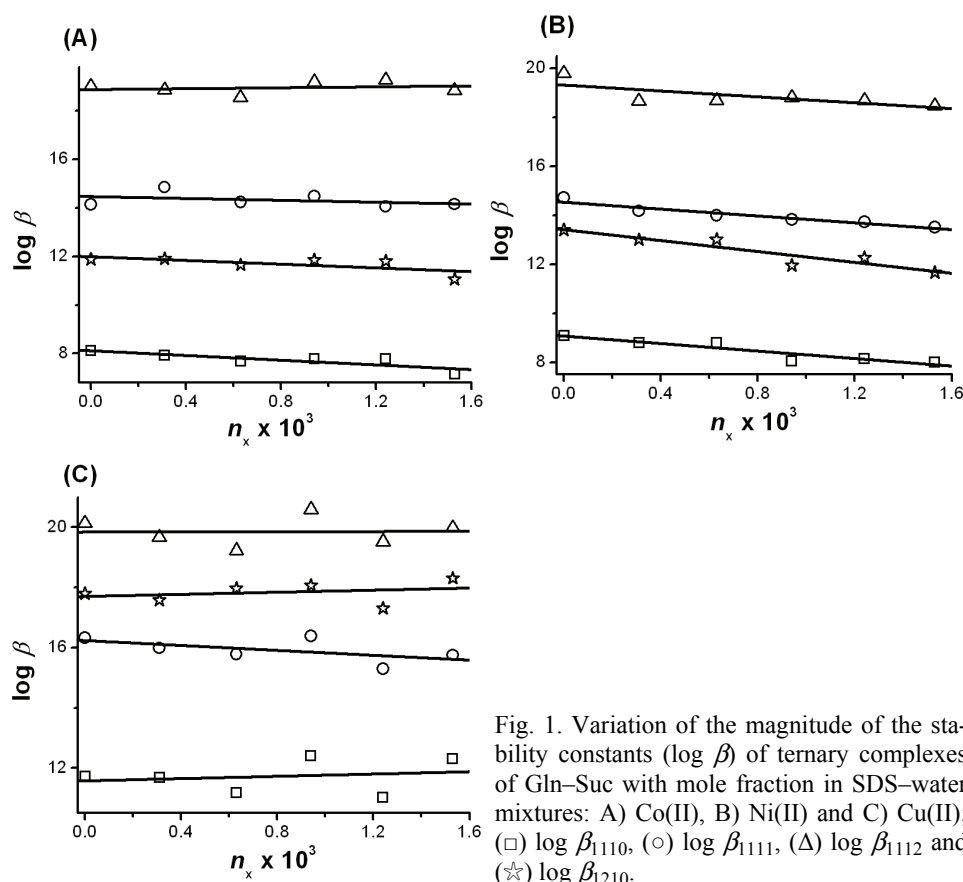 (A)
log β
16
12
8
0.0 0.4 0.8 1.2 1.6
nₓ x 10³
(B)
log β
20
16
12
8
0.0 0.4 0.8 1.2 1.6
nₓ x 10³
(C)
log β
20
16
12
0.0 0.4 0.8 1.2 1.6
nₓ x 10³
Fig. 1. Variation of the magnitude of the sta-
bility constants (log β) of ternary complexes
of Gln–Suc with mole fraction in SDS–water
mixtures: A) Co(II), B) Ni(II) and C) Cu(II);
(□) log β₁₁₁₀, (○) log β₁₁₁₁, (Δ) log β₁₁₁₂ and
(☆) log β₁₂₁₀.